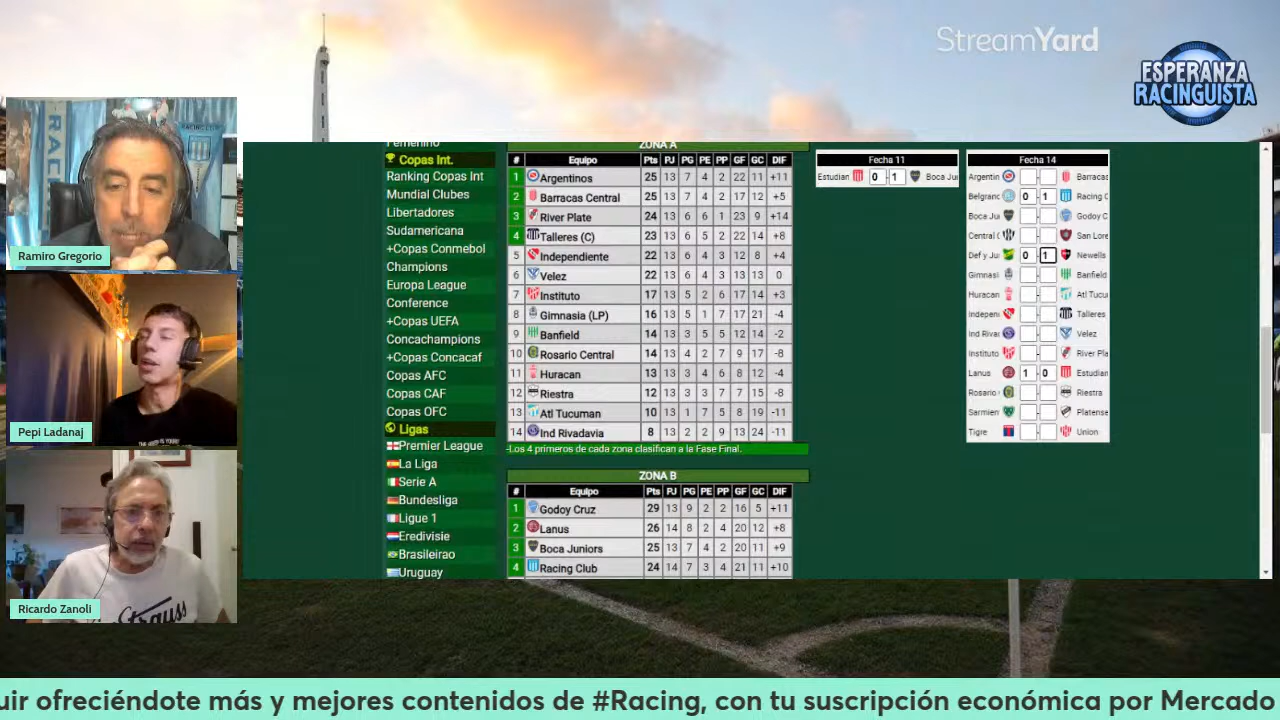 StreamYard
ESPERANZA
RACINGUISTA
RACING CLUB
Ramiro Gregorio
Pepi Ladanaj
Ricardo Zanoli
Femenino
Copas Int.
Ranking Copas Int
Mundial Clubes
Libertadores
Sudamericana
+Copas Conmebol
Champions
Europa League
Conference
+Copas UEFA
Concachampions
+Copas Concacaf
Copas AFC
Copas CAF
Copas OFC
Ligas
Premier League
La Liga
Serie A
Bundesliga
Ligue 1
Eredivisie
Brasileirao
Uruguay
ZONA A
# Equipo Pts PJ PG PE PP GF GC DIF
1 Argentinos 25 13 7 4 2 22 11 +11
2 Barracas Central 25 13 7 4 2 17 12 +5
3 River Plate 24 13 6 6 1 23 9 +14
4 Talleres (C) 23 13 6 5 2 22 14 +8
5 Independiente 22 13 6 4 3 12 8 +4
6 Velez 22 13 6 4 3 13 13 0
7 Instituto 17 13 5 2 6 17 14 +3
8 Gimnasia (LP) 16 13 5 1 7 17 21 -4
9 Banfield 14 13 3 5 5 12 14 -2
10 Rosario Central 14 13 4 2 7 9 17 -8
11 Huracan 13 13 3 4 6 8 12 -4
12 Riestra 12 13 3 3 7 7 15 -8
13 Atl Tucuman 10 13 1 7 5 8 19 -11
14 Ind Rivadavia 8 13 2 2 9 13 24 -11
-Los 4 primeros de cada zona clasifican a la Fase Final.
ZONA B
# Equipo Pts PJ PG PE PP GF GC DIF
1 Godoy Cruz 29 13 9 2 2 16 5 +11
2 Lanus 26 14 8 2 4 20 12 +8
3 Boca Juniors 25 13 7 4 2 20 11 +9
4 Racing Club 24 14 7 3 4 21 11 +10
Fecha 11
Estudian 0 - 1 Boca Ju
Fecha 14
Argentin - Barracas
Belgrano 0 - 1 Racing C
Boca Ju - Godoy C
Central C - San Lore
Def y Ju 0 - 1 Newells
Gimnasi - Banfield
Huracan - Atl Tucu
Indepen - Talleres
Ind Riva - Velez
Instituto - River Pla
Lanus 1 - 0 Estudian
Rosario - Riestra
Sarmien - Platense
Tigre - Union
uir ofreciéndote más y mejores contenidos de #Racing, con tu suscripción económica por Mercado